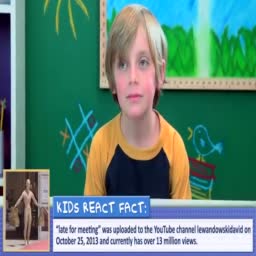 KIDS REACT FACT:
"late for meeting" was uploaded to the YouTube channel lewandowskidavid on
October 25, 2013 and currently has over 13 million views.